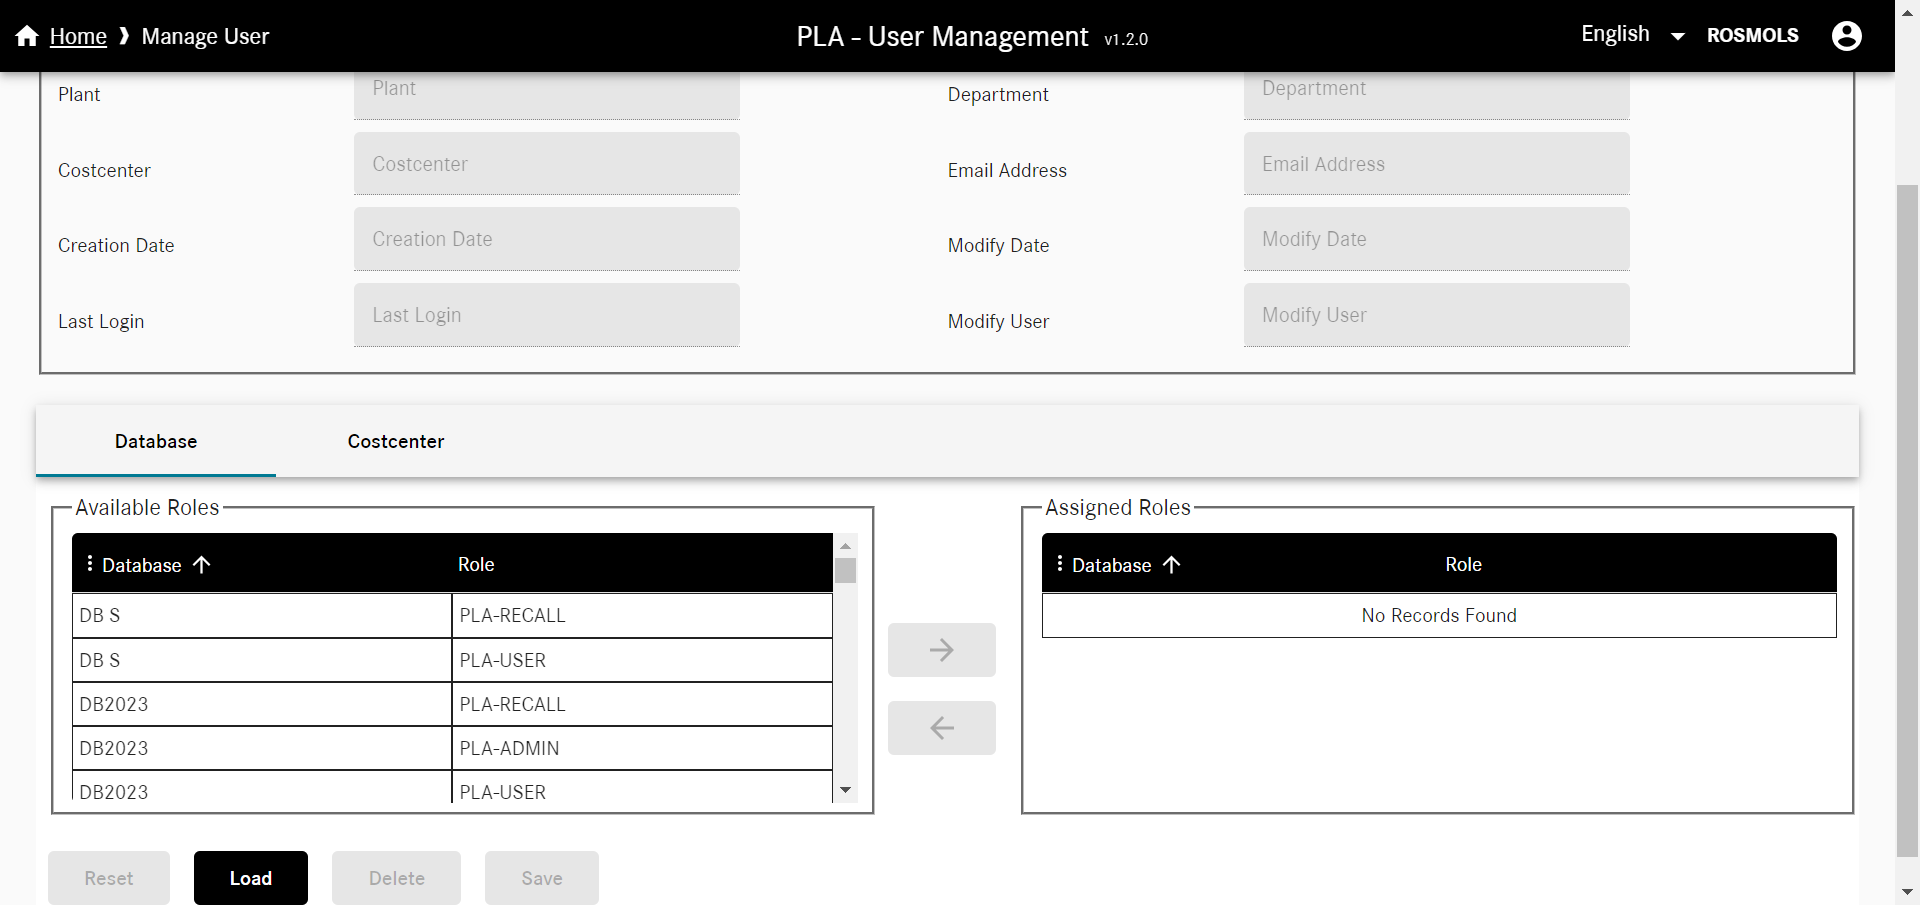 Home ❱ Manage User
PLA - User Management v1.2.0
English ROSMOLS
Plant Plant Department Department
Costcenter Costcenter Email Address Email Address
Creation Date Creation Date Modify Date Modify Date
Last Login Last Login Modify User Modify User
Database Costcenter
Available Roles
Database Role
DB S PLA-RECALL
DB S PLA-USER
DB2023 PLA-RECALL
DB2023 PLA-ADMIN
DB2023 PLA-USER
Assigned Roles
Database Role
No Records Found
Reset Load Delete Save